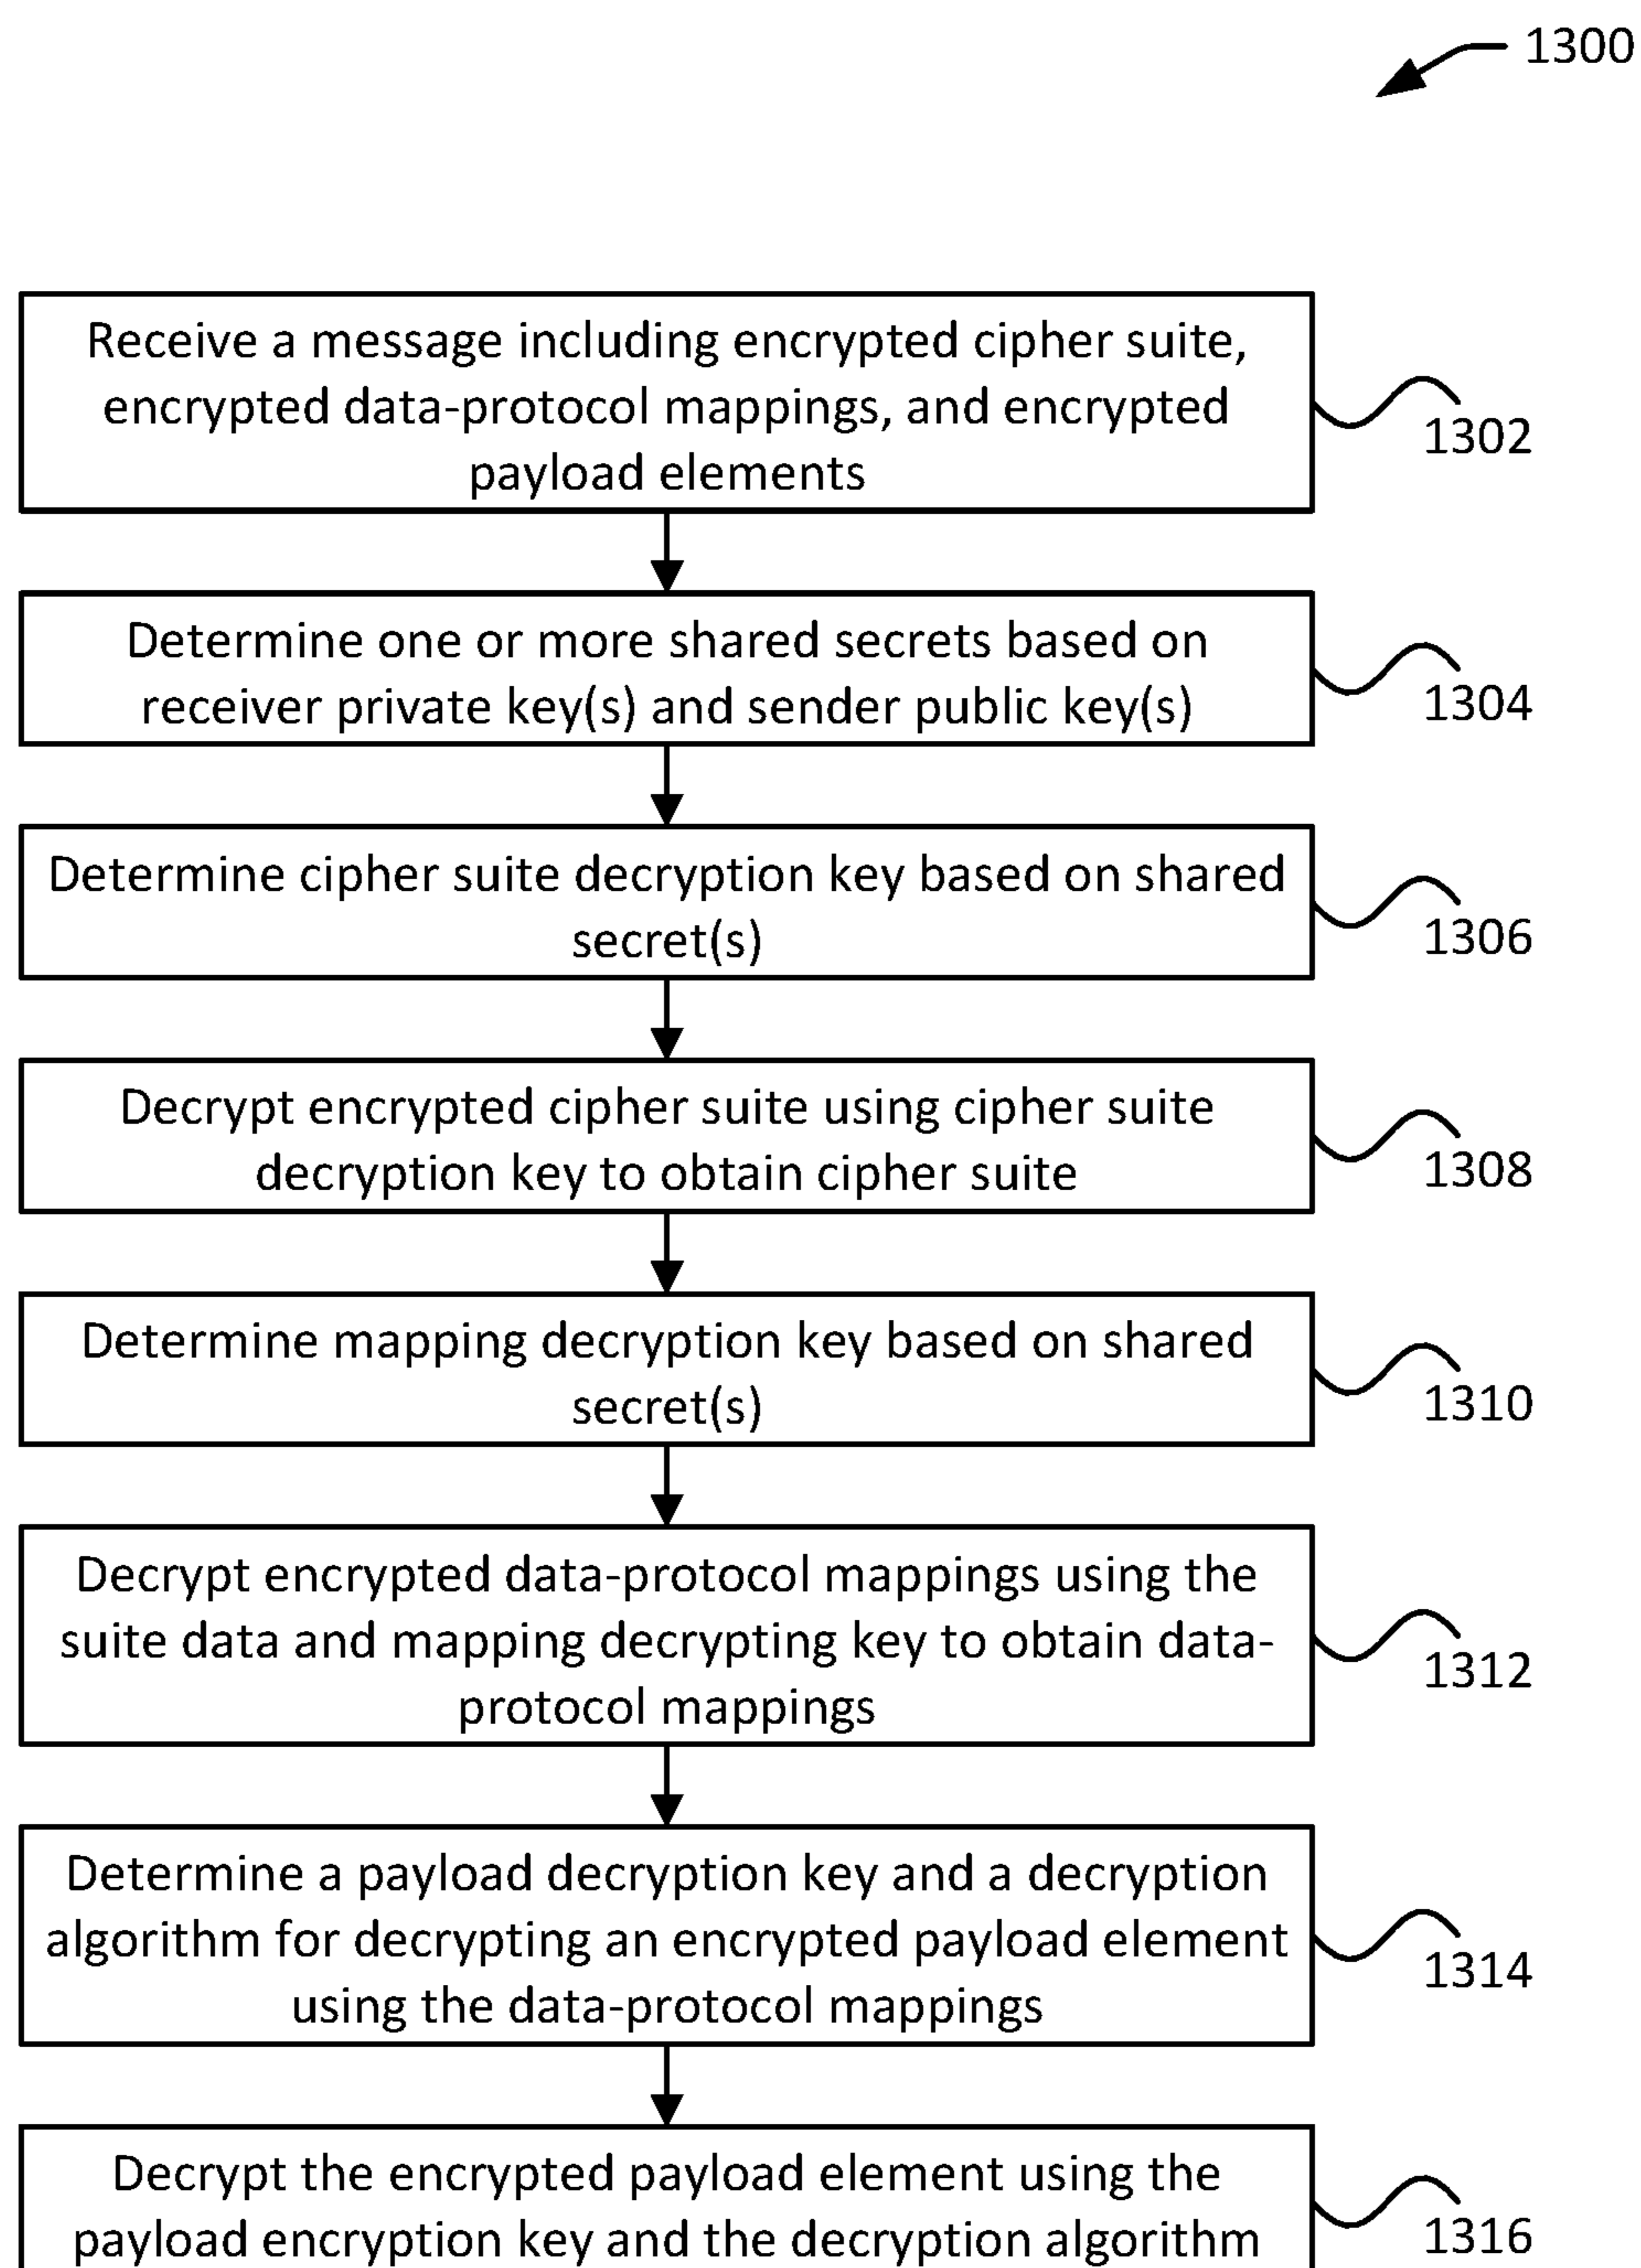 1300
Receive a message including encrypted cipher suite,
encrypted data-protocol mappings, and encrypted
payload elements
1302
Determine one or more shared secrets based on
receiver private key(s) and sender public key(s)
1304
Determine cipher suite decryption key based on shared
secret(s)
1306
Decrypt encrypted cipher suite using cipher suite
decryption key to obtain cipher suite
1308
Determine mapping decryption key based on shared
secret(s)
1310
Decrypt encrypted data-protocol mappings using the
suite data and mapping decrypting key to obtain data-
protocol mappings
1312
Determine a payload decryption key and a decryption
algorithm for decrypting an encrypted payload element
using the data-protocol mappings
1314
Decrypt the encrypted payload element using the
payload encryption key and the decryption algorithm
1316